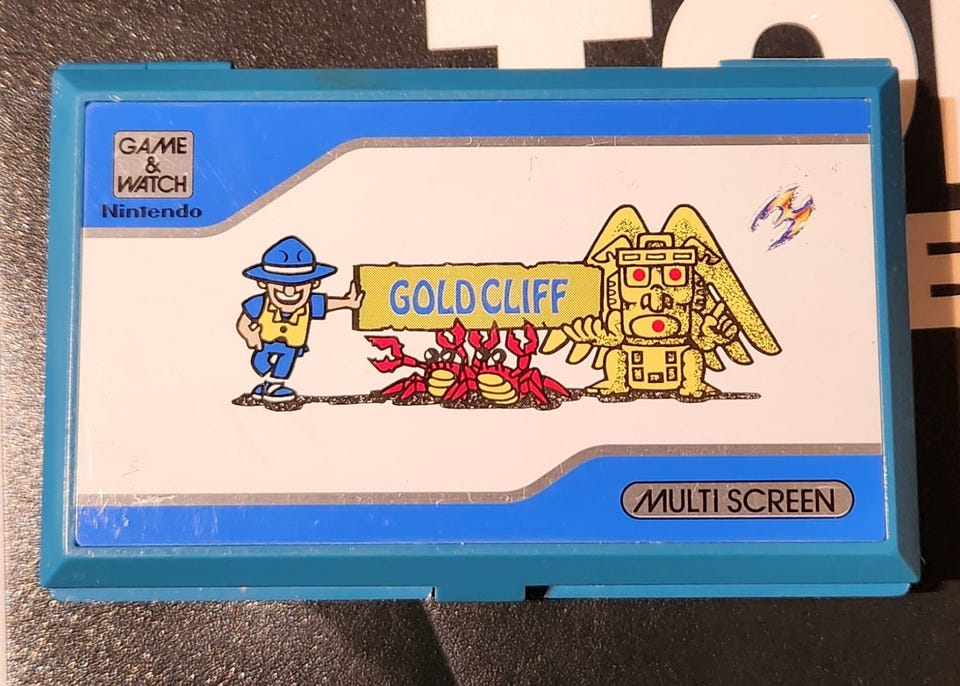 GAME
&
WATCH
Nintendo
GOLD CLIFF
MULTI SCREEN